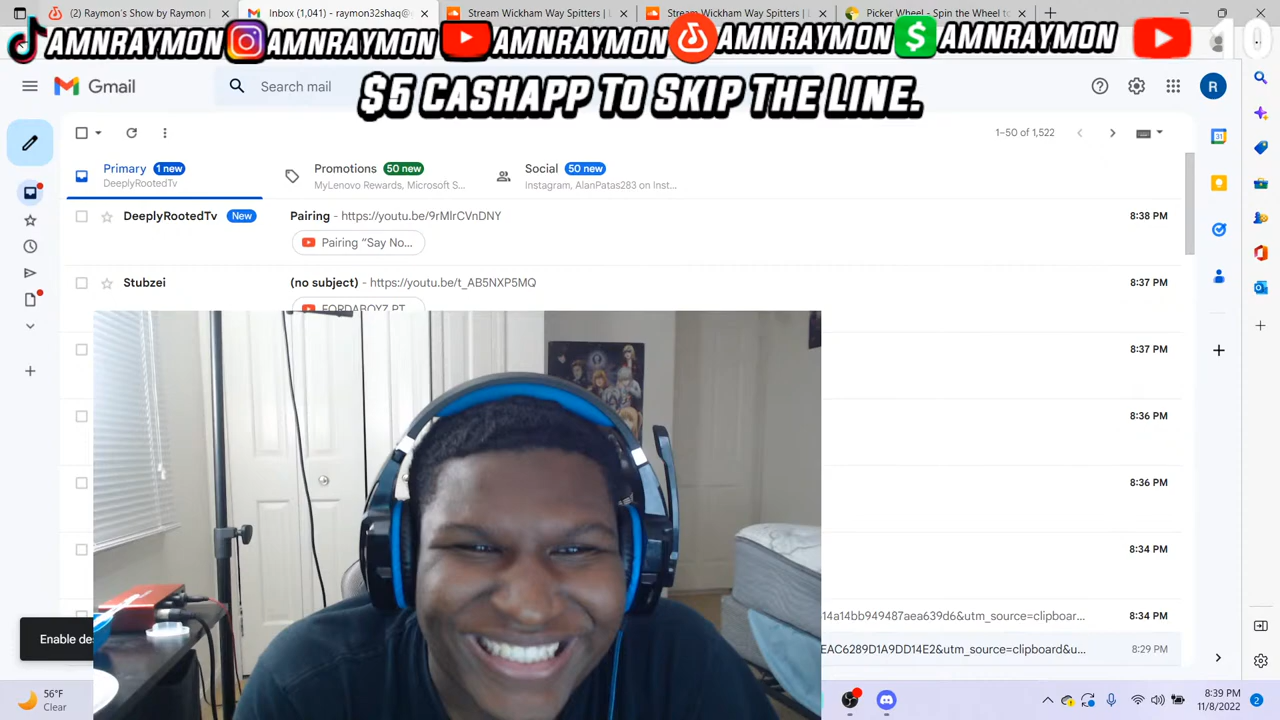 (2) Raymon's Show by Raymon is T
Inbox (1,041) - raymon32shaq@
Stream Wickham Way Spitters | L
Stream Wickham Way Spitters | L
Picker Wheel - Spin the Wheel to
AMNRAYMON AMNRAYMON AMNRAYMON AMNRAYMON AMNRAYMON
$5 CASHAPP TO SKIP THE LINE.
Gmail
Search mail
R
1–50 of 1,522
Primary 1 new
DeeplyRootedTv
Promotions 50 new
MyLenovo Rewards, Microsoft S...
Social 50 new
Instagram, AlanPatas283 on Inst...
DeeplyRootedTv New Pairing - https://youtu.be/9rMlrCVnDNY 8:38 PM
Pairing “Say No...
Stubzei (no subject) - https://youtu.be/t_AB5NXP5MQ 8:37 PM
FORDABOYZ PT
8:37 PM
8:36 PM
8:36 PM
8:34 PM
14a14bb949487aea639d6&utm_source=clipboar... 8:34 PM
Enable des
EAC6289D1A9DD14E2&utm_source=clipboard&u... 8:29 PM
56°F
Clear
8:39 PM
11/8/2022
2